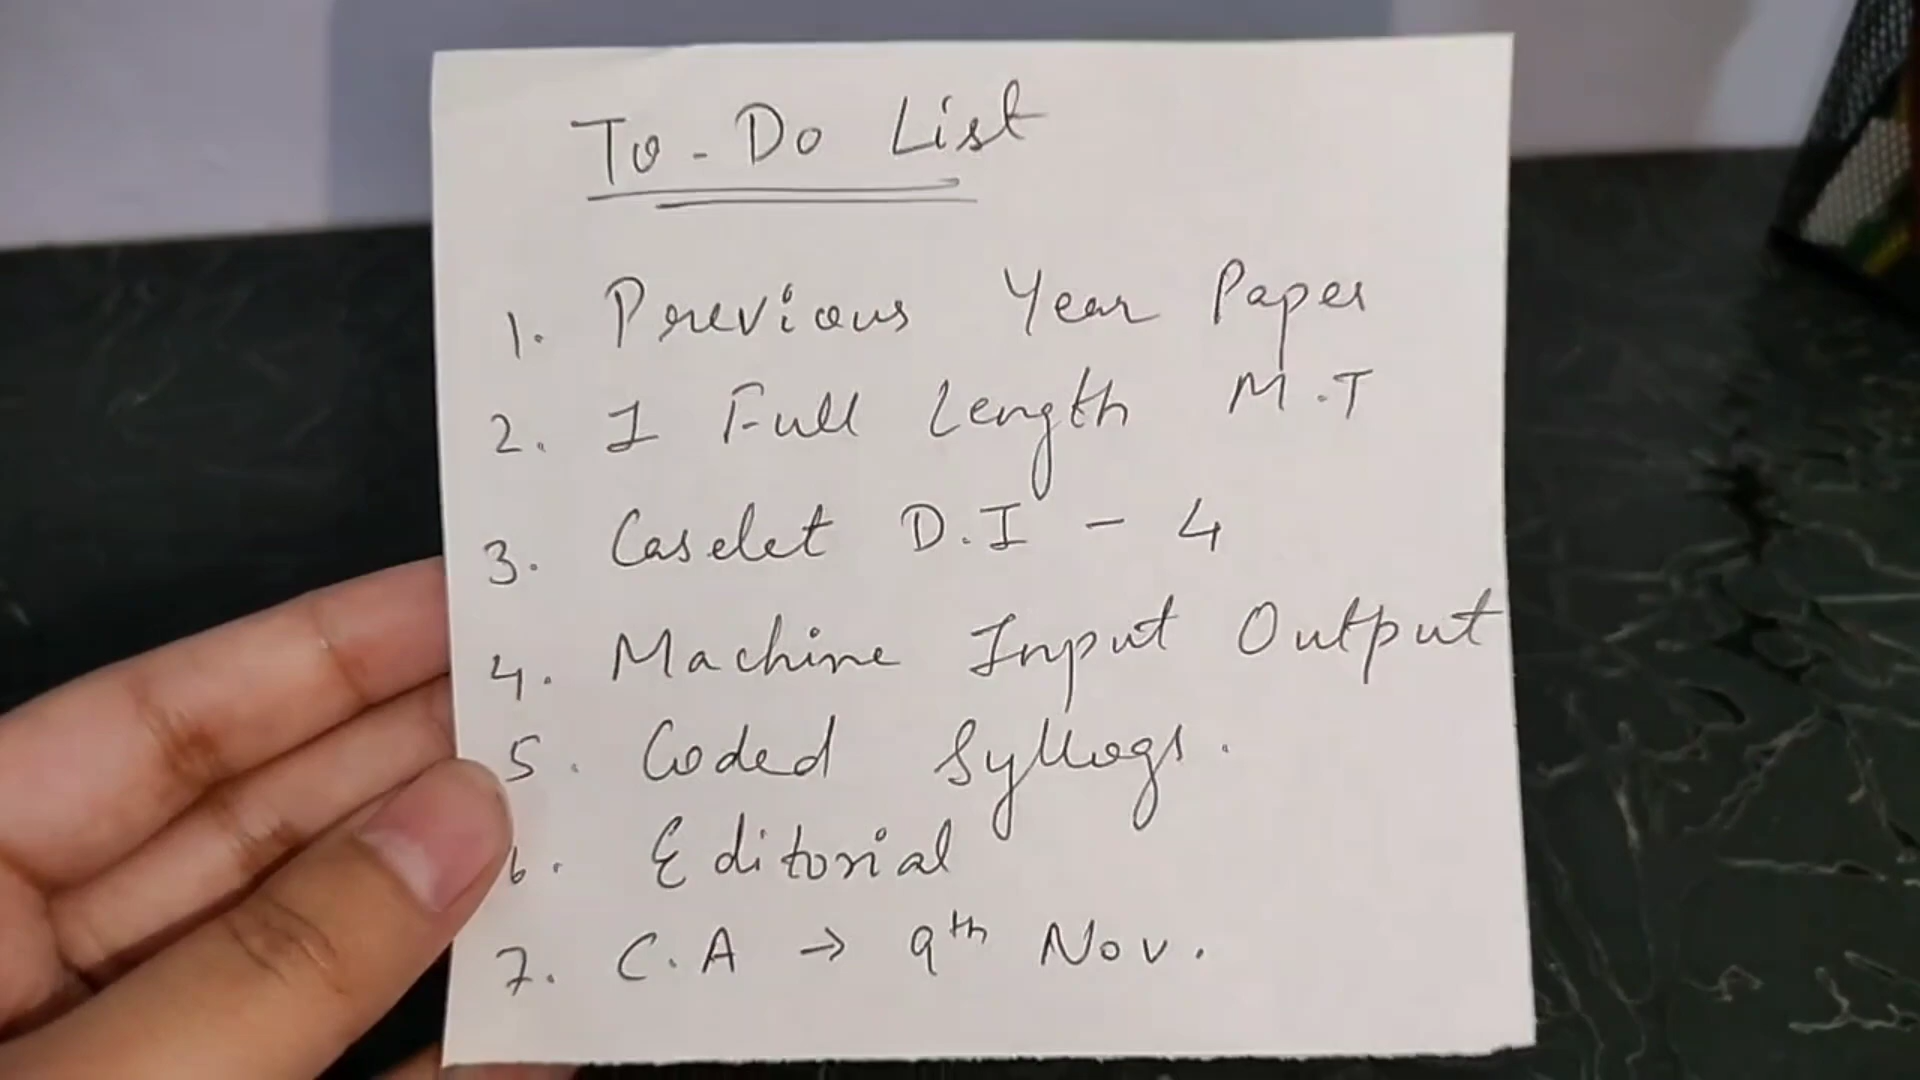 To-Do List
1. Previous Year Paper
2. 1 Full Length M.T
3. Caselet D.I - 4
4. Machine Input Output
5. Coded Syllogs.
6. Editorial
7. C.A → 9th Nov.